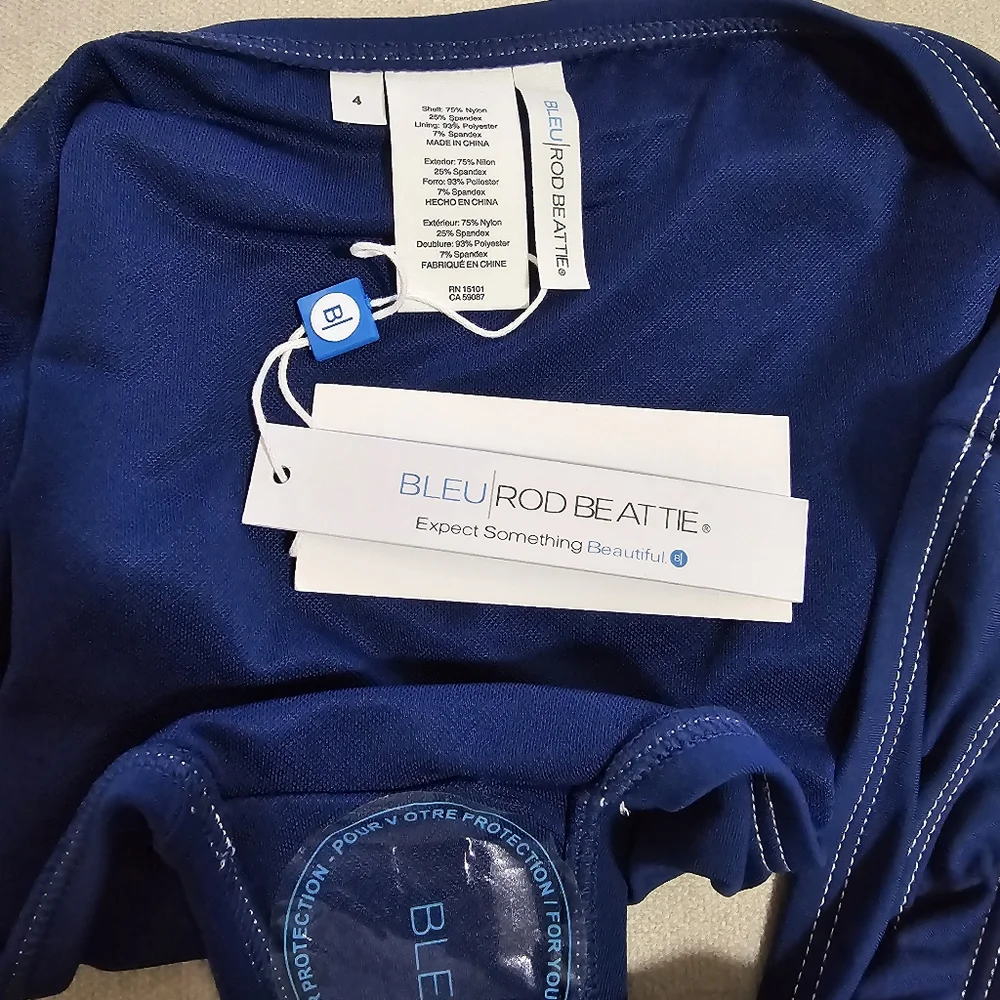 4
Shell: 75% Nylon
25% Spandex
Lining: 93% Polyester
7% Spandex
MADE IN CHINA
Exterior: 75% Nilon
25% Spandex
Forro: 93% Poliester
7% Spandex
HECHO EN CHINA
Extérieur: 75% Nylon
25% Spandex
Doublure: 93% Polyester
7% Spandex
FABRIQUÉ EN CHINE
RN 15101
CA 59087
BLEU|ROD BEATTIE®
B|
BLEU|ROD BEATTIE®
Expect Something Beautiful. B|
PROTECTION - POUR VOTRE PROTECTION / FOR YOU
BLE